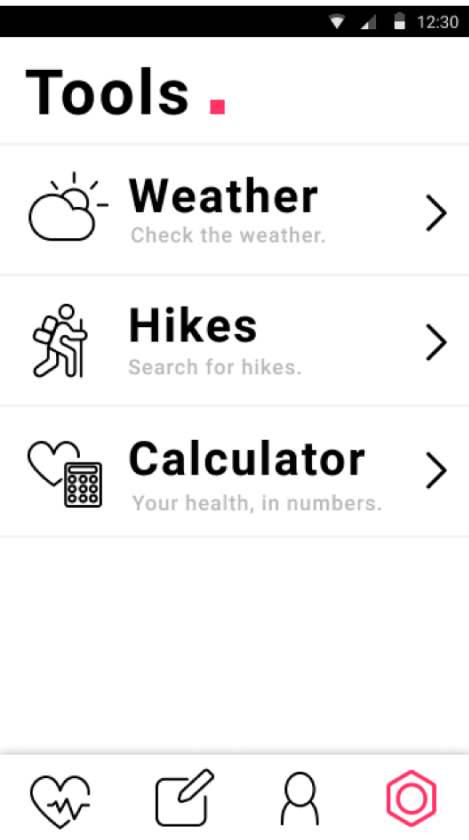 12:30
Tools .
Weather
Check the weather.
Hikes
Search for hikes.
Calculator
Your health, in numbers.